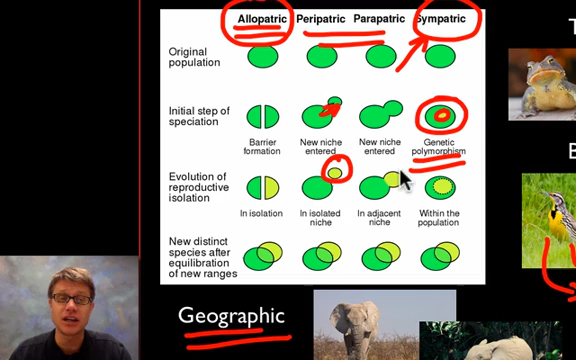 Allopatric Peripatric Parapatric Sympatric
Original
population
Initial step of
speciation
Barrier
formation
New niche
entered
New niche
entered
Genetic
polymorphism
Evolution of
reproductive
isolation
In isolation
In isolated
niche
In adjacent
niche
Within the
population
New distinct
species after
equilibration
of new ranges
Geographic
T
B